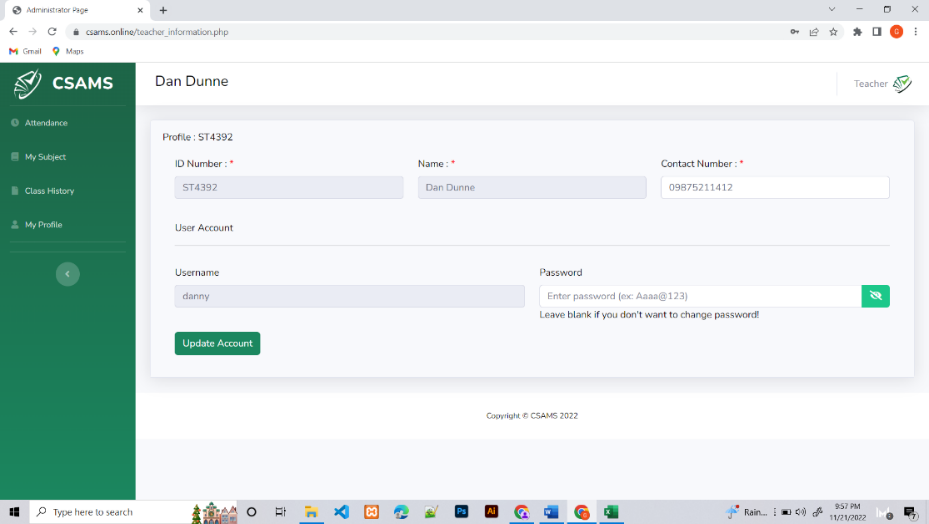 Administrator Page
csams.online/teacher_information.php
Gmail Maps
CSAMS
Dan Dunne
Teacher
Attendance
My Subject
Class History
My Profile
Profile : ST4392
ID Number : * Name : * Contact Number : *
ST4392 Dan Dunne 09875211412
User Account
Username Password
danny Enter password (ex: Aaaa@123)
Leave blank if you don't want to change password!
Update Account
Copyright © CSAMS 2022
Type here to search
Ps Ai
Rain...
9:57 PM
11/21/2022